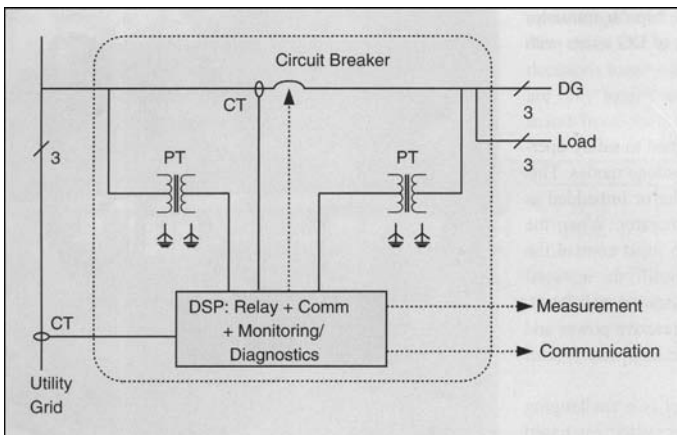 Circuit Breaker
CT
DG
3
Load
3
3
PT
PT
DSP: Relay + Comm
+ Monitoring/
Diagnostics
CT
Measurement
Communication
Utility
Grid